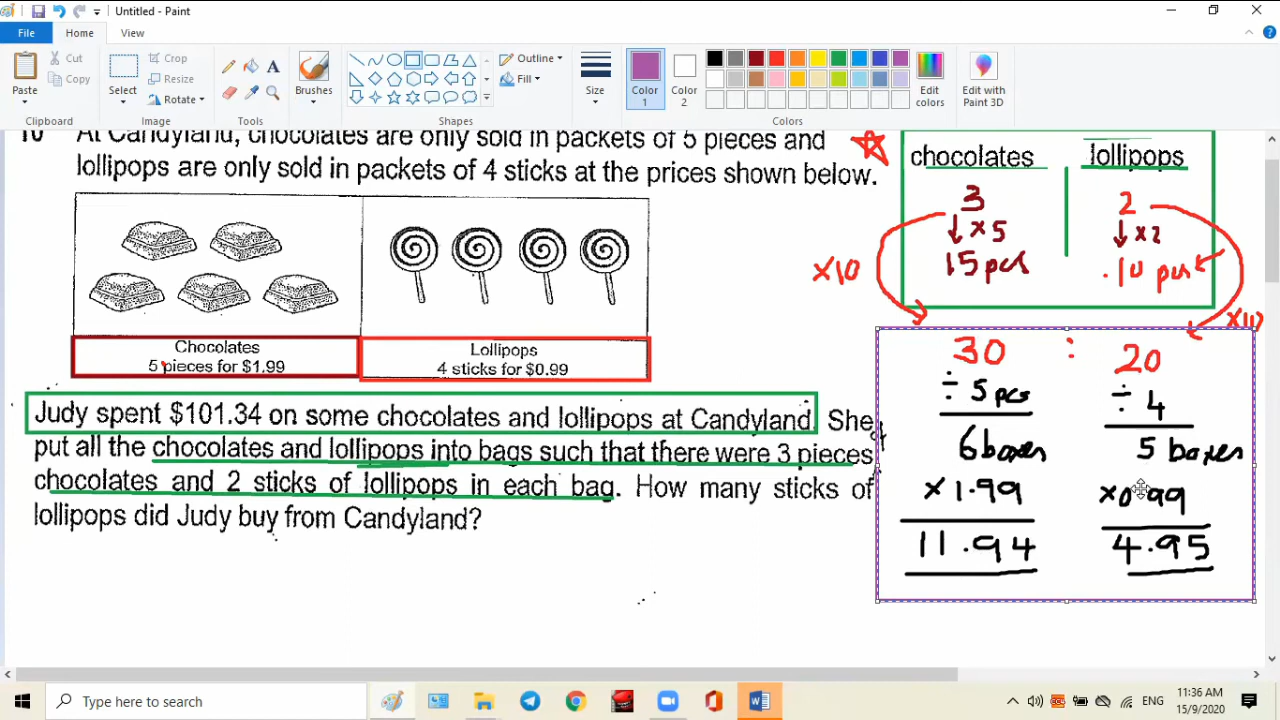 Untitled - Paint
File
Home
View
Paste
Cut
Copy
Clipboard
Select
Crop
Resize
Rotate
Image
Tools
Brushes
Shapes
Outline
Fill
Size
Color 1
Color 2
Edit colors
Edit with Paint 3D
Colors
At Candyland, chocolates are only sold in packets of 5 pieces and
lollipops are only sold in packets of 4 sticks at the prices shown below.
Chocolates
5 pieces for $1.99
Lollipops
4 sticks for $0.99
Judy spent $101.34 on some chocolates and lollipops at Candyland. She
put all the chocolates and lollipops into bags such that there were 3 pieces of
chocolates and 2 sticks of lollipops in each bag. How many sticks of
lollipops did Judy buy from Candyland?
chocolates
lollipops
3
2
×5
×2
15 pcs
10 pcs
×10
×10
30 : 20
÷ 5 pcs
÷ 4
6 boxes
5 boxes
× 1.99
×0.99
11.94
4.95
Type here to search
ENG
11:36 AM
15/9/2020